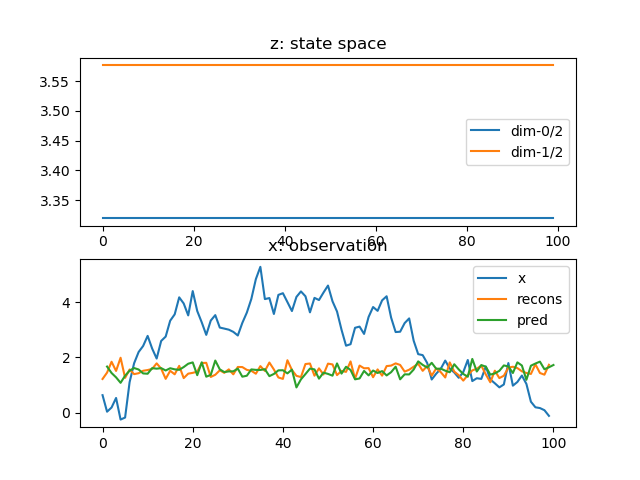 z: state space
3.55
3.50
3.45
3.40
3.35
dim-0/2
dim-1/2
0 20 40 60 80 100
x: observation
4
2
0
x
recons
pred
0 20 40 60 80 100